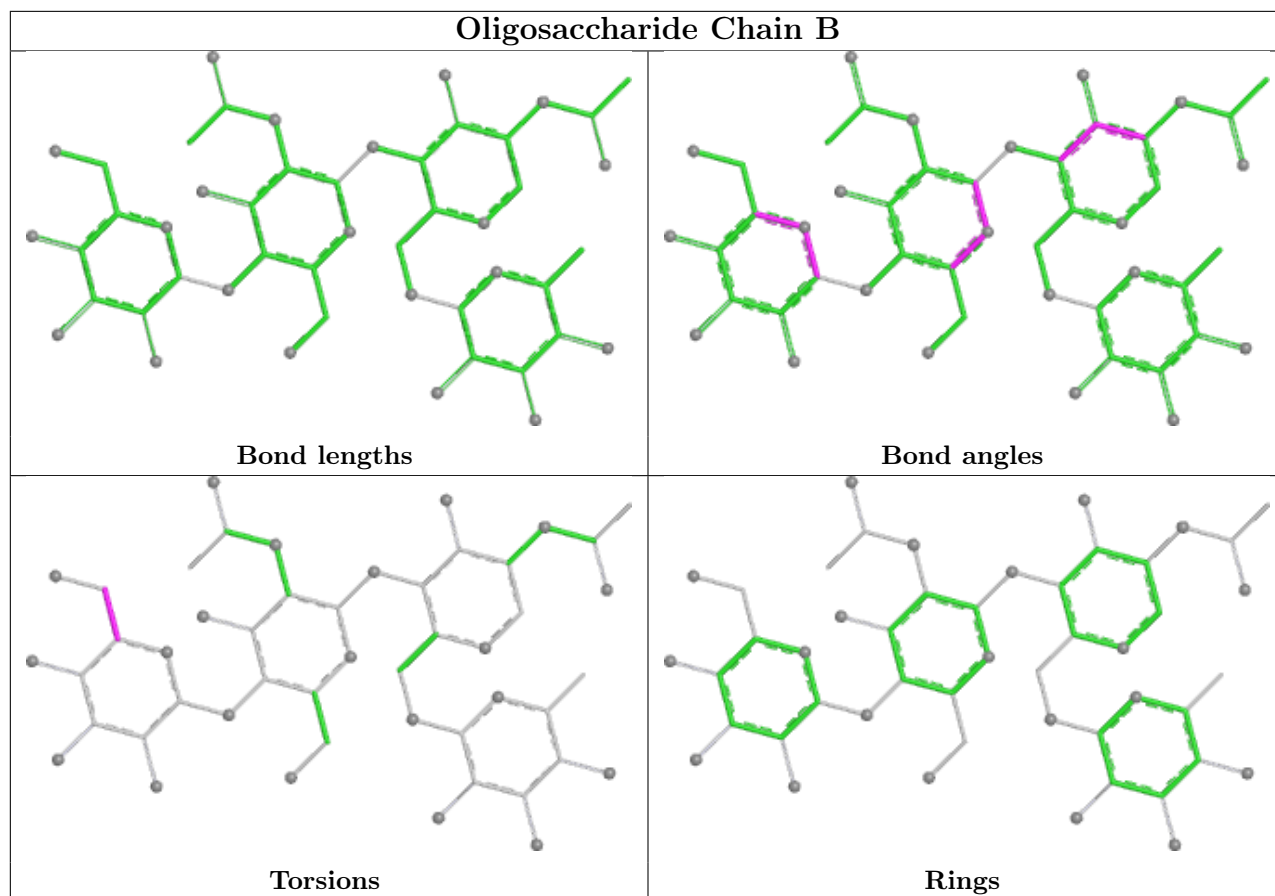 Oligosaccharide Chain B
Bond lengths
Bond angles
Torsions
Rings